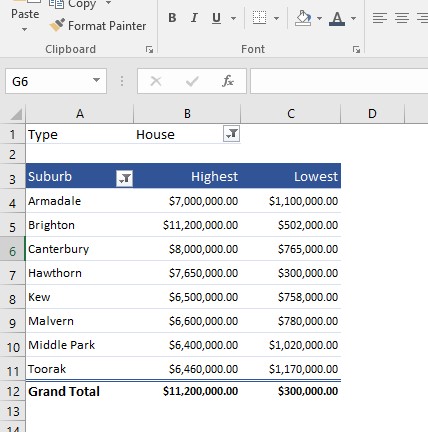 Copy
Paste
Format Painter
B I U A
Clipboard Font
G6 fx
A B C D
1 Type House
2
3 Suburb Highest Lowest
4 Armadale $7,000,000.00 $1,100,000.00
5 Brighton $11,200,000.00 $502,000.00
6 Canterbury $8,000,000.00 $765,000.00
7 Hawthorn $7,650,000.00 $300,000.00
8 Kew $6,500,000.00 $758,000.00
9 Malvern $6,600,000.00 $780,000.00
10 Middle Park $6,400,000.00 $1,020,000.00
11 Toorak $6,460,000.00 $1,170,000.00
12 Grand Total $11,200,000.00 $300,000.00
13
14